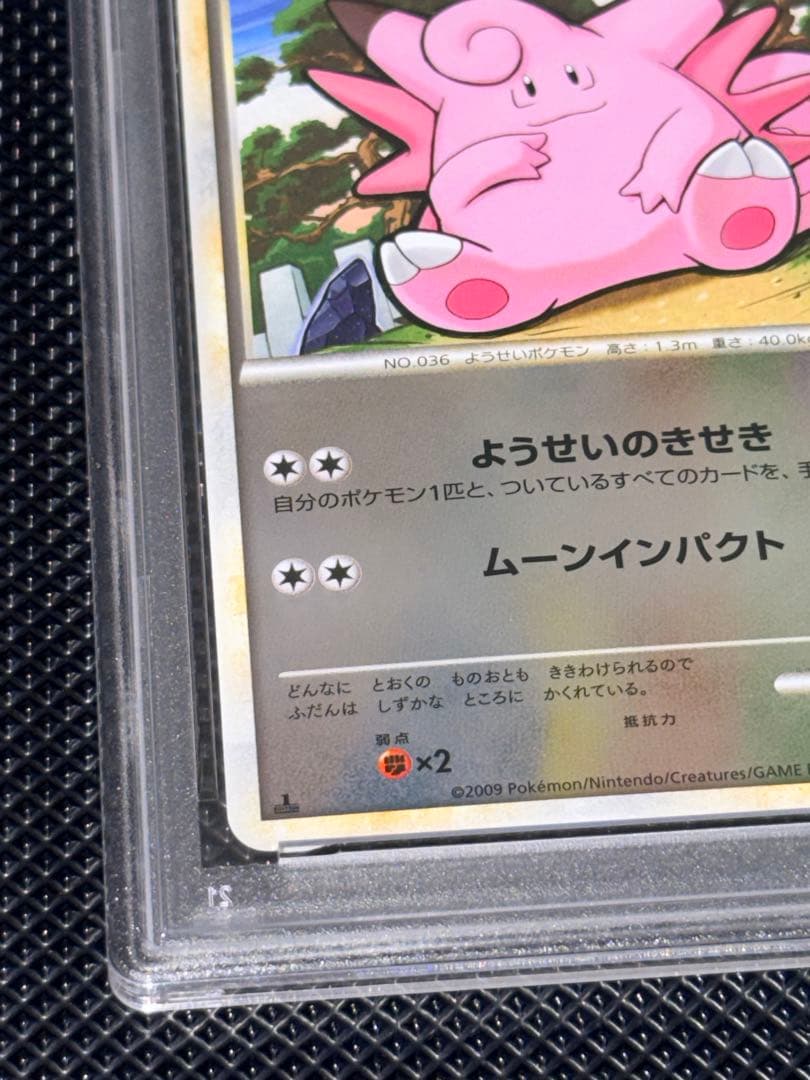 NO.036 ようせいポケモン 高さ：1.3m 重さ：40.0k
ようせいのきせき
自分のポケモン1匹と、ついているすべてのカードを、手
ムーンインパクト
どんなに とおくの ものおとも ききわけられるので
ふだんは しずかな ところに かくれている。
弱点
抵抗力
×2
©2009 Pokémon/Nintendo/Creatures/GAME
1
EDITION